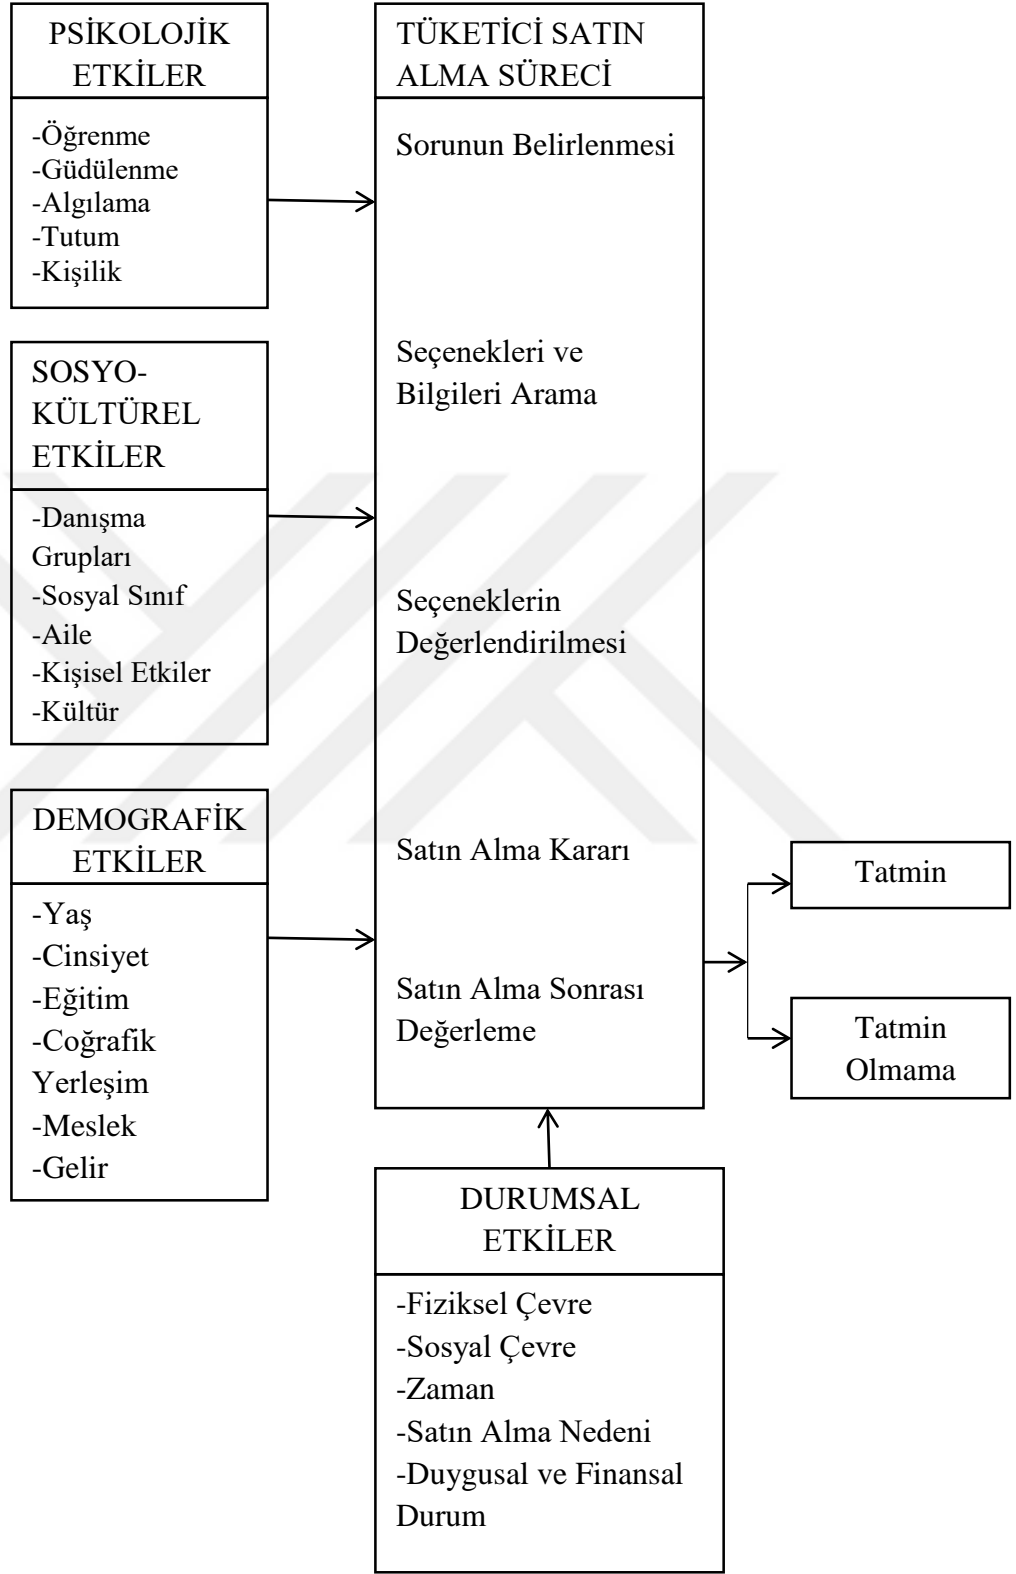 PSİKOLOJİK
ETKİLER
-Öğrenme
-Güdülenme
-Algılama
-Tutum
-Kişilik
SOSYO-
KÜLTÜREL
ETKİLER
-Danışma
Grupları
-Sosyal Sınıf
-Aile
-Kişisel Etkiler
-Kültür
DEMOGRAFİK
ETKİLER
-Yaş
-Cinsiyet
-Eğitim
-Coğrafik
Yerleşim
-Meslek
-Gelir
TÜKETİCİ SATIN
ALMA SÜRECİ
Sorunun Belirlenmesi
Seçenekleri ve
Bilgileri Arama
Seçeneklerin
Değerlendirilmesi
Satın Alma Kararı
Satın Alma Sonrası
Değerleme
Tatmin
Tatmin
Olmama
DURUMSAL
ETKİLER
-Fiziksel Çevre
-Sosyal Çevre
-Zaman
-Satın Alma Nedeni
-Duygusal ve Finansal
Durum